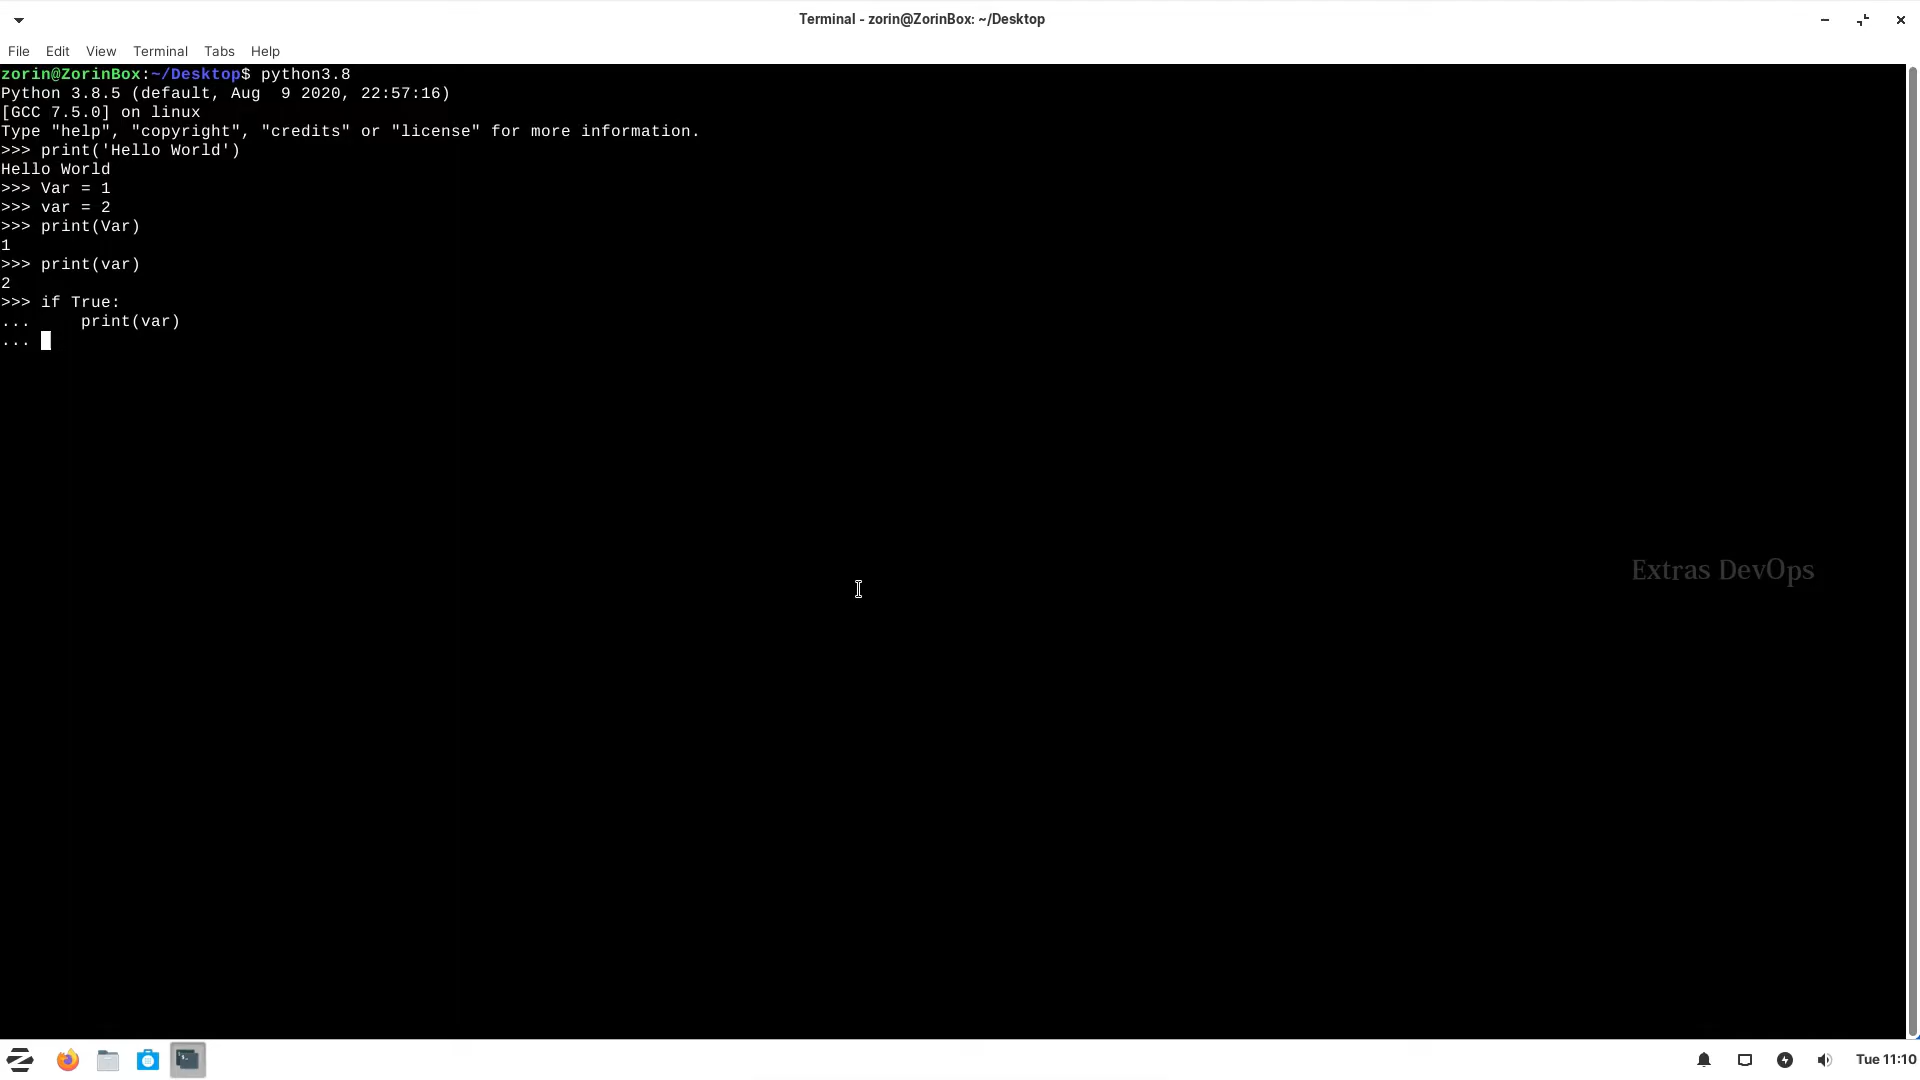 Terminal - zorin@ZorinBox: ~/Desktop
File Edit View Terminal Tabs Help
zorin@ZorinBox:~/Desktop$ python3.8
Python 3.8.5 (default, Aug  9 2020, 22:57:16)
[GCC 7.5.0] on linux
Type "help", "copyright", "credits" or "license" for more information.
>>> print('Hello World')
Hello World
>>> Var = 1
>>> var = 2
>>> print(Var)
1
>>> print(var)
2
>>> if True:
...     print(var)
...
Extras DevOps
Tue 11:10